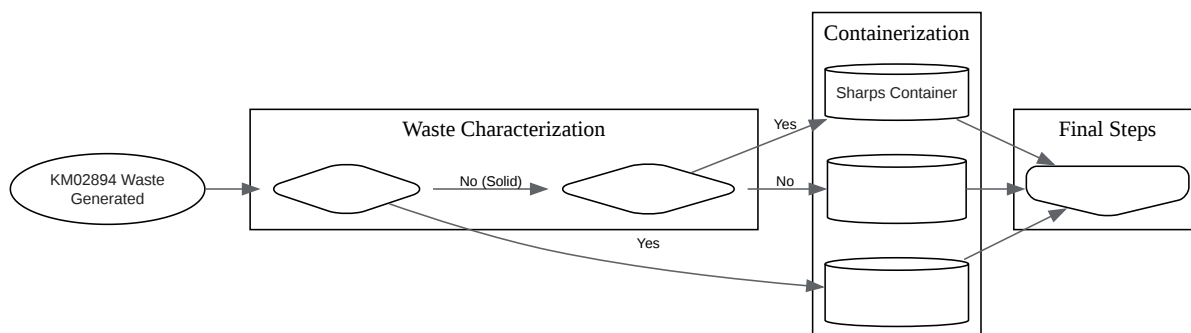 Containerization
Sharps Container
Waste Characterization
Yes
Final Steps
KM02894 Waste
Generated
No (Solid)
No
Yes